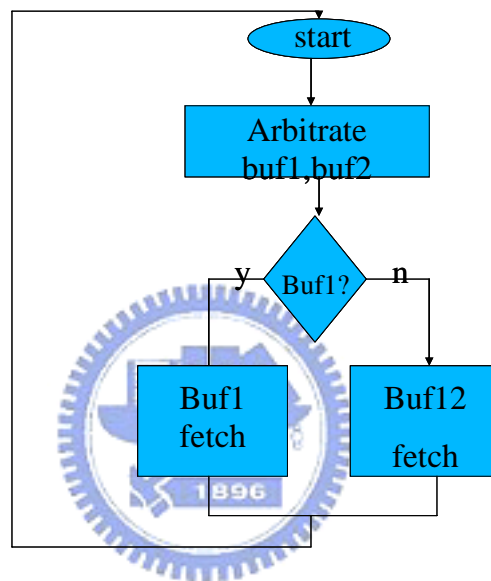 start
Arbitrate
buf1,buf2
Buf1?
y
n
Buf1
fetch
Buf12
fetch
1896